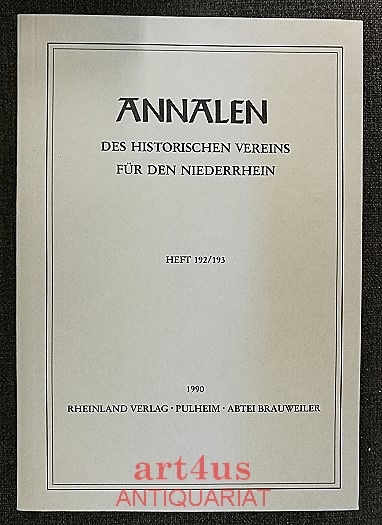 ANNALEN
DES HISTORISCHEN VEREINS
FÜR DEN NIEDERRHEIN
HEFT 192/193
1990
RHEINLAND VERLAG · PULHEIM · ABTEI BRAUWEILER
art4us
ANTIQUARIAT